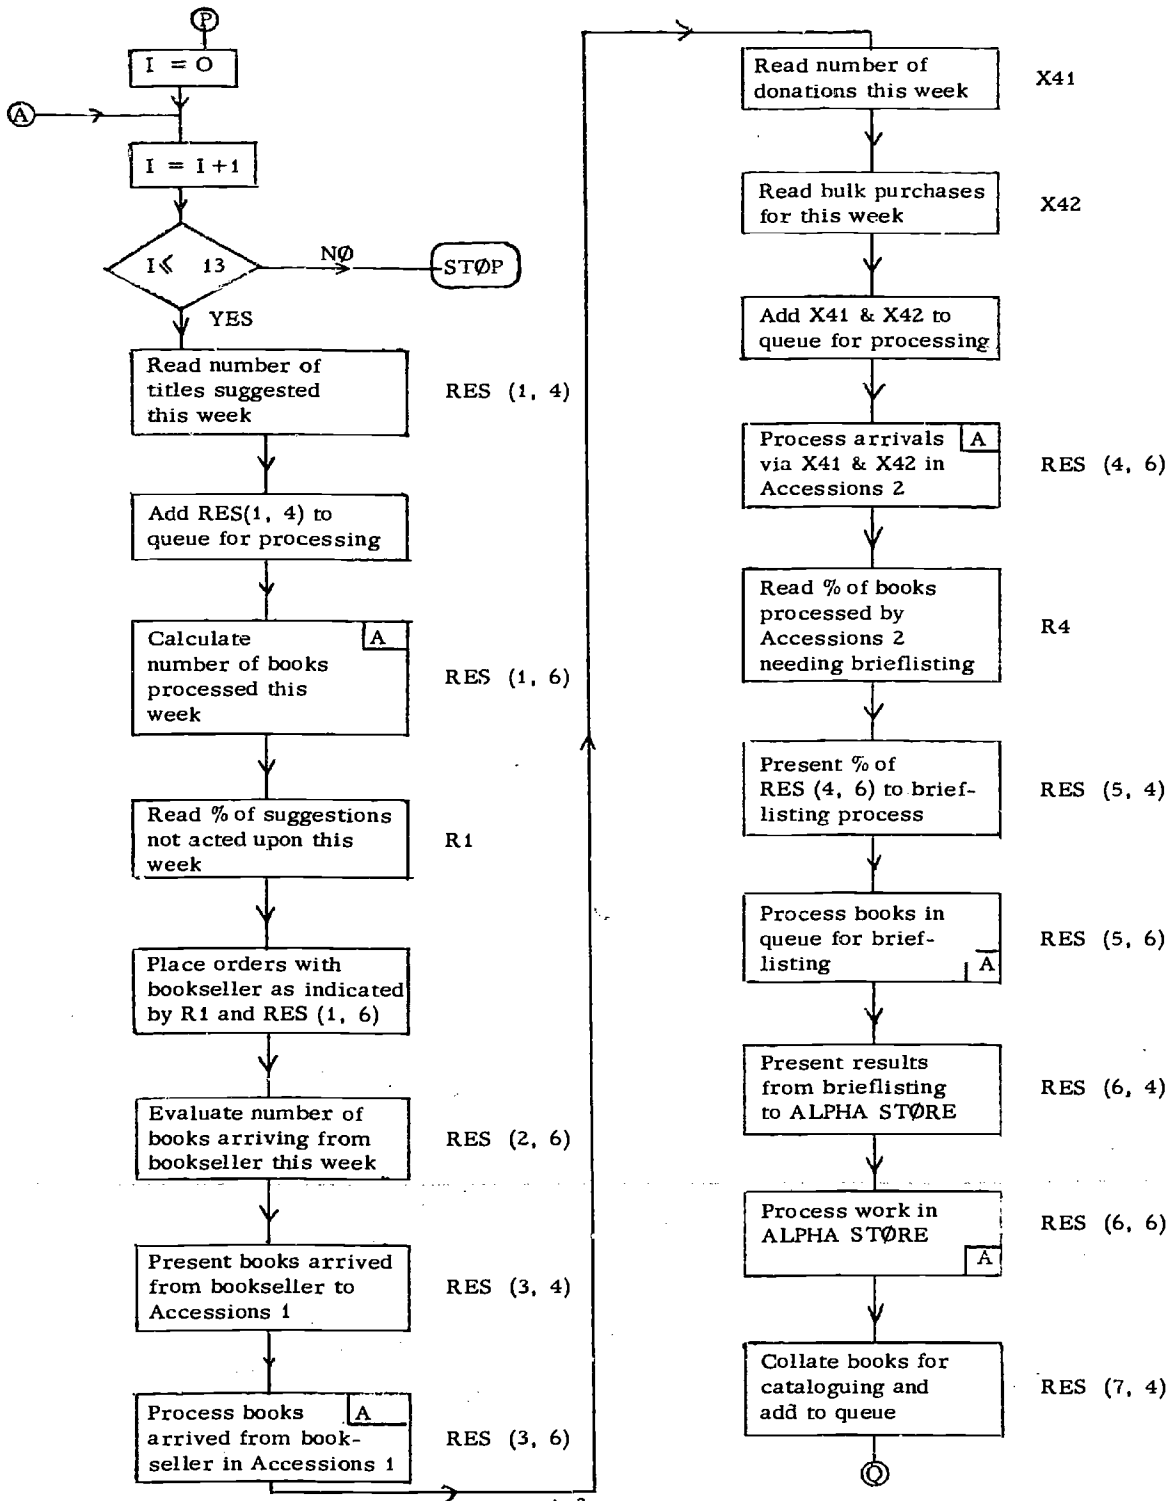 P
I = O
A
I = I+1
I ≪ 13
NØ
STØP
YES
Read number of
titles suggested
this week
RES (1, 4)
Add RES(1, 4) to
queue for processing
Calculate
A
number of books
processed this
week
RES (1, 6)
Read % of suggestions
not acted upon this
week
R1
Place orders with
bookseller as indicated
by R1 and RES (1, 6)
Evaluate number of
books arriving from
bookseller this week
RES (2, 6)
Present books arrived
from bookseller to
Accessions 1
RES (3, 4)
Process books
A
arrived from book-
seller in Accessions 1
RES (3, 6)
Read number of
donations this week
X41
Read bulk purchases
for this week
X42
Add X41 & X42 to
queue for processing
Process arrivals
A
via X41 & X42 in
Accessions 2
RES (4, 6)
Read % of books
processed by
Accessions 2
needing brieflisting
R4
Present % of
RES (4, 6) to brief-
listing process
RES (5, 4)
Process books in
queue for brief-
listing
A
RES (5, 6)
Present results
from brieflisting
to ALPHA STØRE
RES (6, 4)
Process work in
ALPHA STØRE
A
RES (6, 6)
Collate books for
cataloguing and
add to queue
RES (7, 4)
Q